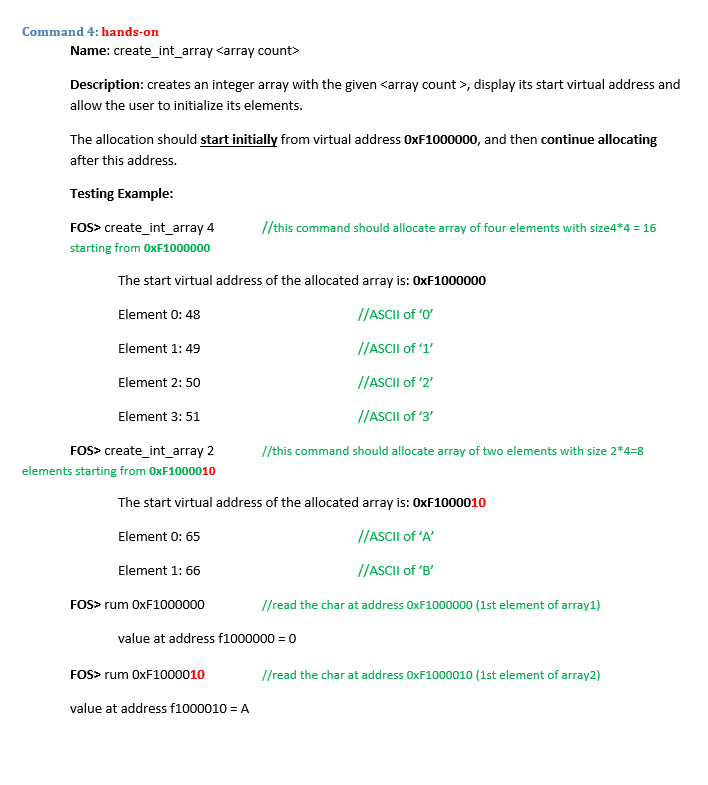 Command 4: hands-on
Name: create_int_array <array count>
Description: creates an integer array with the given <array count >, display its start virtual address and
allow the user to initialize its elements.
The allocation should start initially from virtual address 0xF1000000, and then continue allocating
after this address.
Testing Example:
FOS> create_int_array 4 //this command should allocate array of four elements with size4*4 = 16
starting from 0xF1000000
The start virtual address of the allocated array is: 0xF1000000
Element 0: 48 //ASCII of ‘0’
Element 1: 49 //ASCII of ‘1’
Element 2: 50 //ASCII of ‘2’
Element 3: 51 //ASCII of ‘3’
FOS> create_int_array 2 //this command should allocate array of two elements with size 2*4=8
elements starting from 0xF1000010
The start virtual address of the allocated array is: 0xF1000010
Element 0: 65 //ASCII of ‘A’
Element 1: 66 //ASCII of ‘B’
FOS> rum 0xF1000000 //read the char at address 0xF1000000 (1st element of array1)
value at address f1000000 = 0
FOS> rum 0xF1000010 //read the char at address 0xF1000010 (1st element of array2)
value at address f1000010 = A